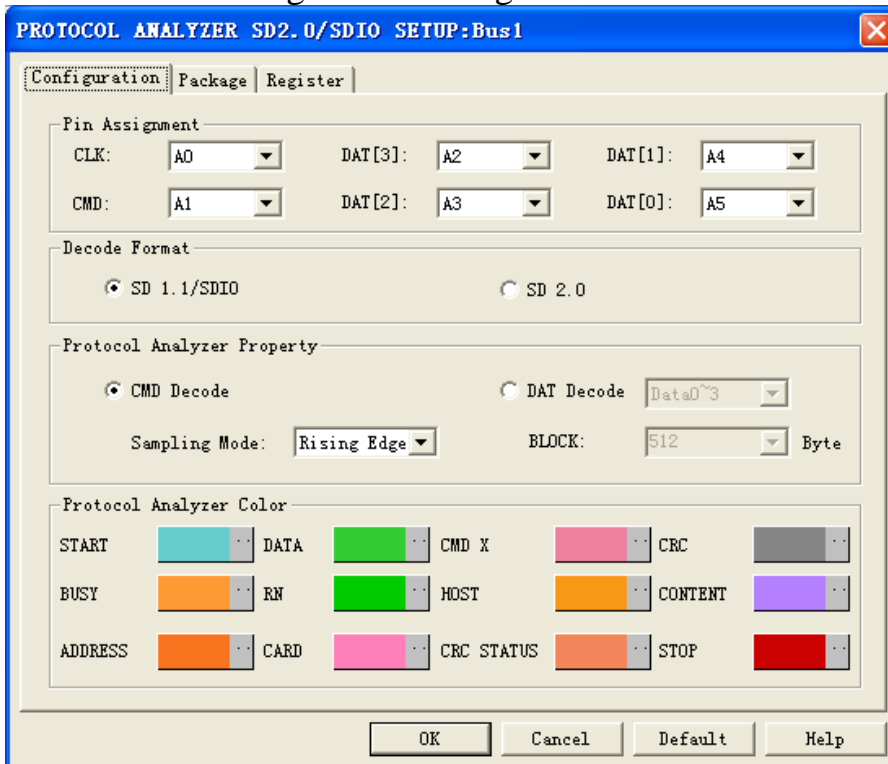 PROTOCOL ANALYZER SD2.0/SDIO SETUP:Bus1
Configuration Package Register
Pin Assignment
CLK: A0 DAT[3]: A2 DAT[1]: A4
CMD: A1 DAT[2]: A3 DAT[0]: A5
Decode Format
SD 1.1/SDIO SD 2.0
Protocol Analyzer Property
CMD Decode DAT Decode Data0~3
Sampling Mode: Rising Edge BLOCK: 512 Byte
Protocol Analyzer Color
START .. DATA .. CMD X .. CRC ..
BUSY .. RN .. HOST .. CONTENT ..
ADDRESS .. CARD .. CRC STATUS .. STOP ..
OK Cancel Default Help